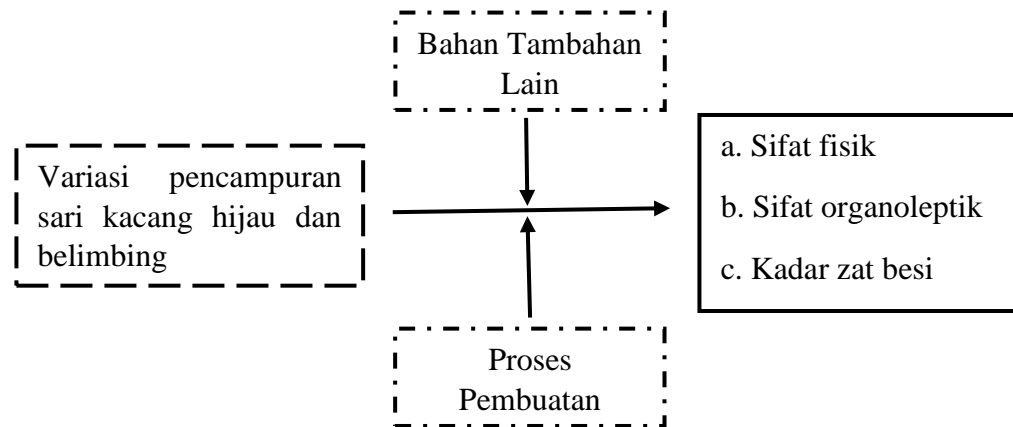 Bahan Tambahan
Lain
Variasi pencampuran
sari kacang hijau dan
belimbing
a. Sifat fisik
b. Sifat organoleptik
c. Kadar zat besi
Proses
Pembuatan